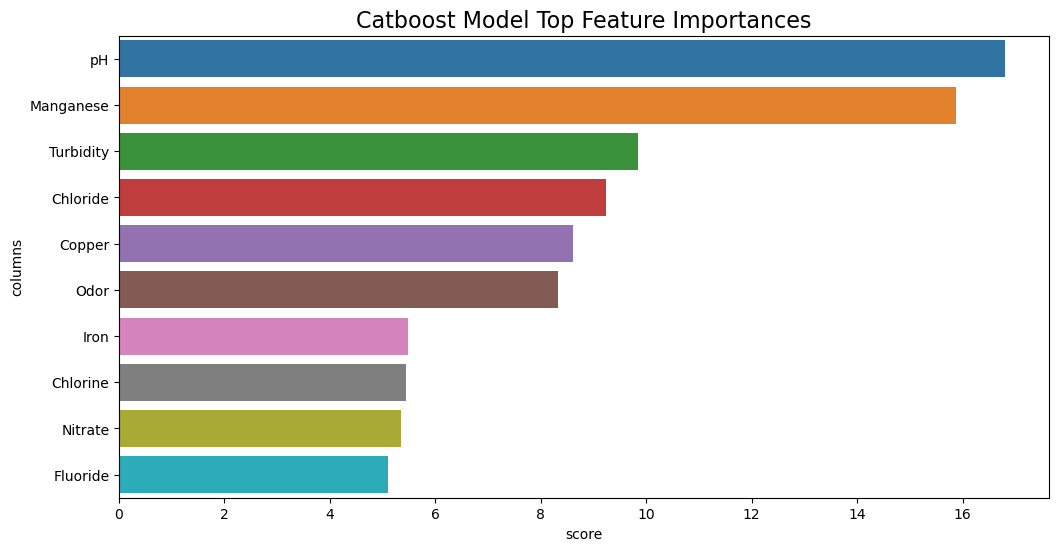 Catboost Model Top Feature Importances
columns
pH
Manganese
Turbidity
Chloride
Copper
Odor
Iron
Chlorine
Nitrate
Fluoride
0 2 4 6 8 10 12 14 16
score